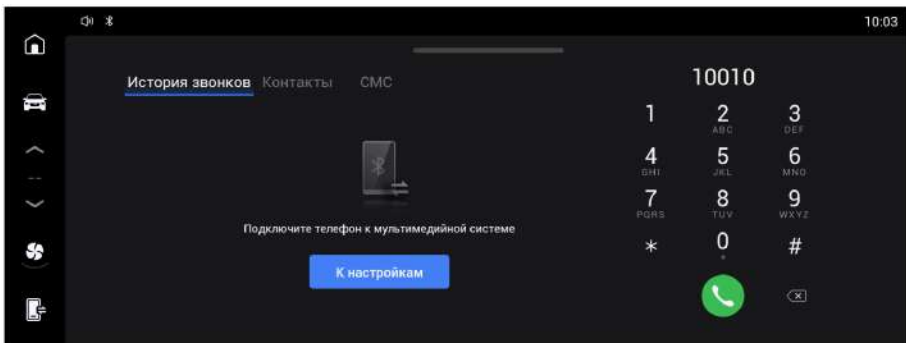 10:03
История звонков Контакты СМС
Подключите телефон к мультимедийной системе
К настройкам
10010
1 2 3
ABC DEF
4 5 6
GHI JKL MNO
7 8 9
PQRS TUV WXYZ
* 0 #
+